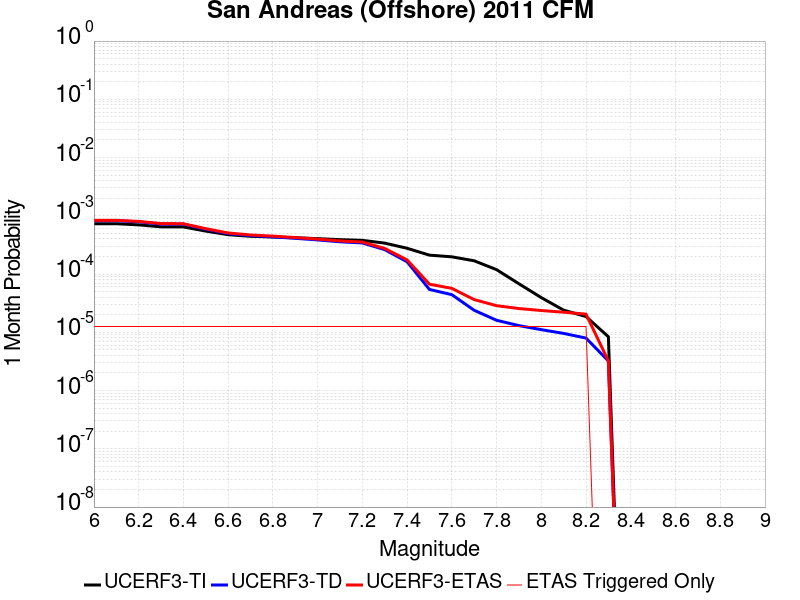 San Andreas (Offshore) 2011 CFM
10 0
10 -1
10 -2
10 -3
10 -4
10 -5
10 -6
10 -7
10 -8
1 Month Probability
6 6.2 6.4 6.6 6.8 7 7.2 7.4 7.6 7.8 8 8.2 8.4 8.6 8.8 9
Magnitude
UCERF3-TI UCERF3-TD UCERF3-ETAS ETAS Triggered Only